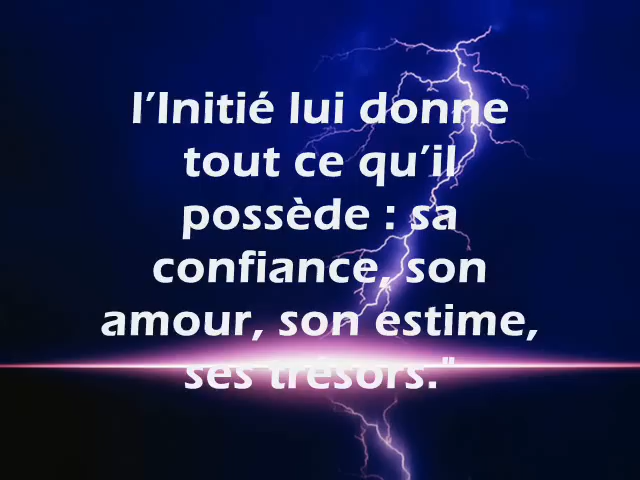 l’Initié lui donne
tout ce qu’il
possède : sa
confiance, son
amour, son estime,
ses trésors."